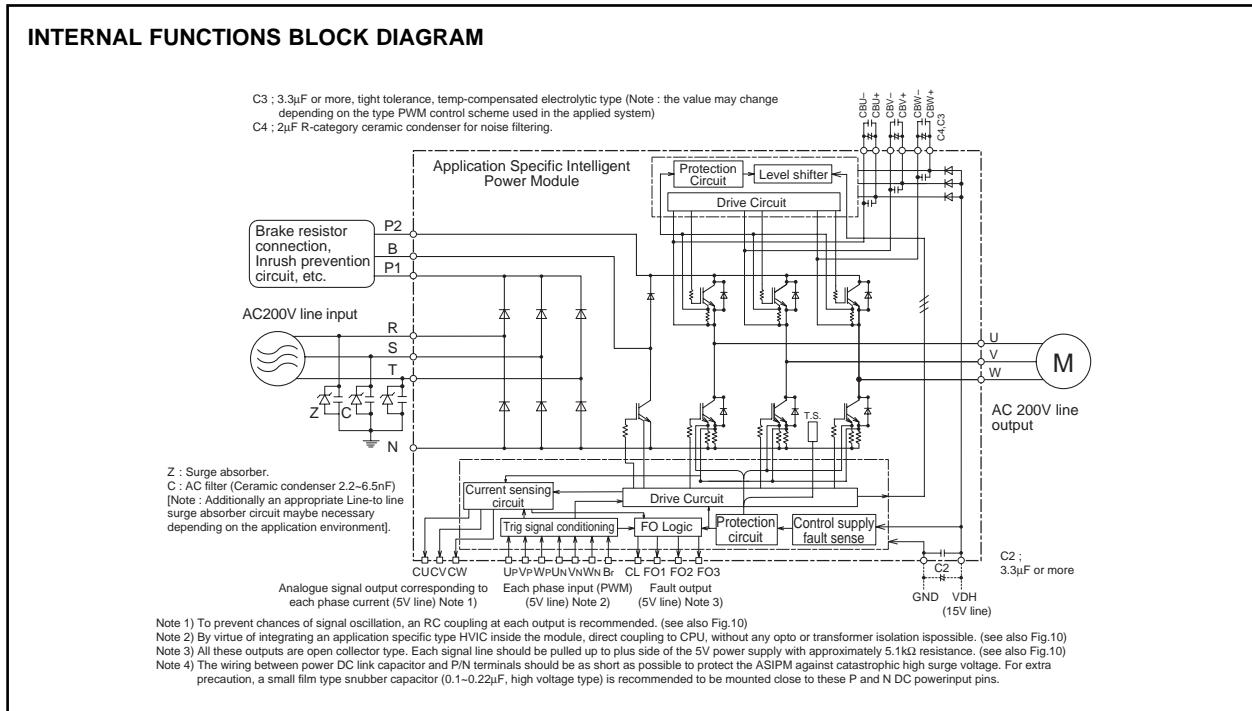 INTERNAL FUNCTIONS BLOCK DIAGRAM
C3 ; 3.3µF or more, tight tolerance, temp-compensated electrolytic type (Note : the value may change
depending on the type PWM control scheme used in the applied system)
C4 ; 2µF R-category ceramic condenser for noise filtering.
CBU–
CBU+
CBV–
CBV+
CBW–
CBW+
C4,C3
Application Specific Intelligent
Power Module
Protection
Circuit
Level shifter
Drive Circuit
Brake resistor
connection,
Inrush prevention
circuit, etc.
P2
B
P1
AC200V line input
R
S
T
Z
C
N
U
V
W
M
AC 200V line
output
T.S.
Z : Surge absorber.
C : AC filter (Ceramic condenser 2.2~6.5nF)
[Note : Additionally an appropriate Line-to line
surge absorber circuit maybe necessary
depending on the application environment].
Current sensing
circuit
Drive Curcuit
Trig signal conditioning
FO Logic
Protection
circuit
Control supply
fault sense
CU CV CW
UP VP WP UN VN WN Br
CL FO1 FO2 FO3
C2
GND
VDH
(15V line)
C2 ;
3.3µF or more
Analogue signal output corresponding to
each phase current (5V line) Note 1)
Each phase input (PWM)
(5V line) Note 2)
Fault output
(5V line) Note 3)
Note 1) To prevent chances of signal oscillation, an RC coupling at each output is recommended. (see also Fig.10)
Note 2) By virtue of integrating an application specific type HVIC inside the module, direct coupling to CPU, without any opto or transformer isolation ispossible. (see also Fig.10)
Note 3) All these outputs are open collector type. Each signal line should be pulled up to plus side of the 5V power supply with approximately 5.1kΩ resistance. (see also Fig.10)
Note 4) The wiring between power DC link capacitor and P/N terminals should be as short as possible to protect the ASIPM against catastrophic high surge voltage. For extra
precaution, a small film type snubber capacitor (0.1~0.22µF, high voltage type) is recommended to be mounted close to these P and N DC powerinput pins.